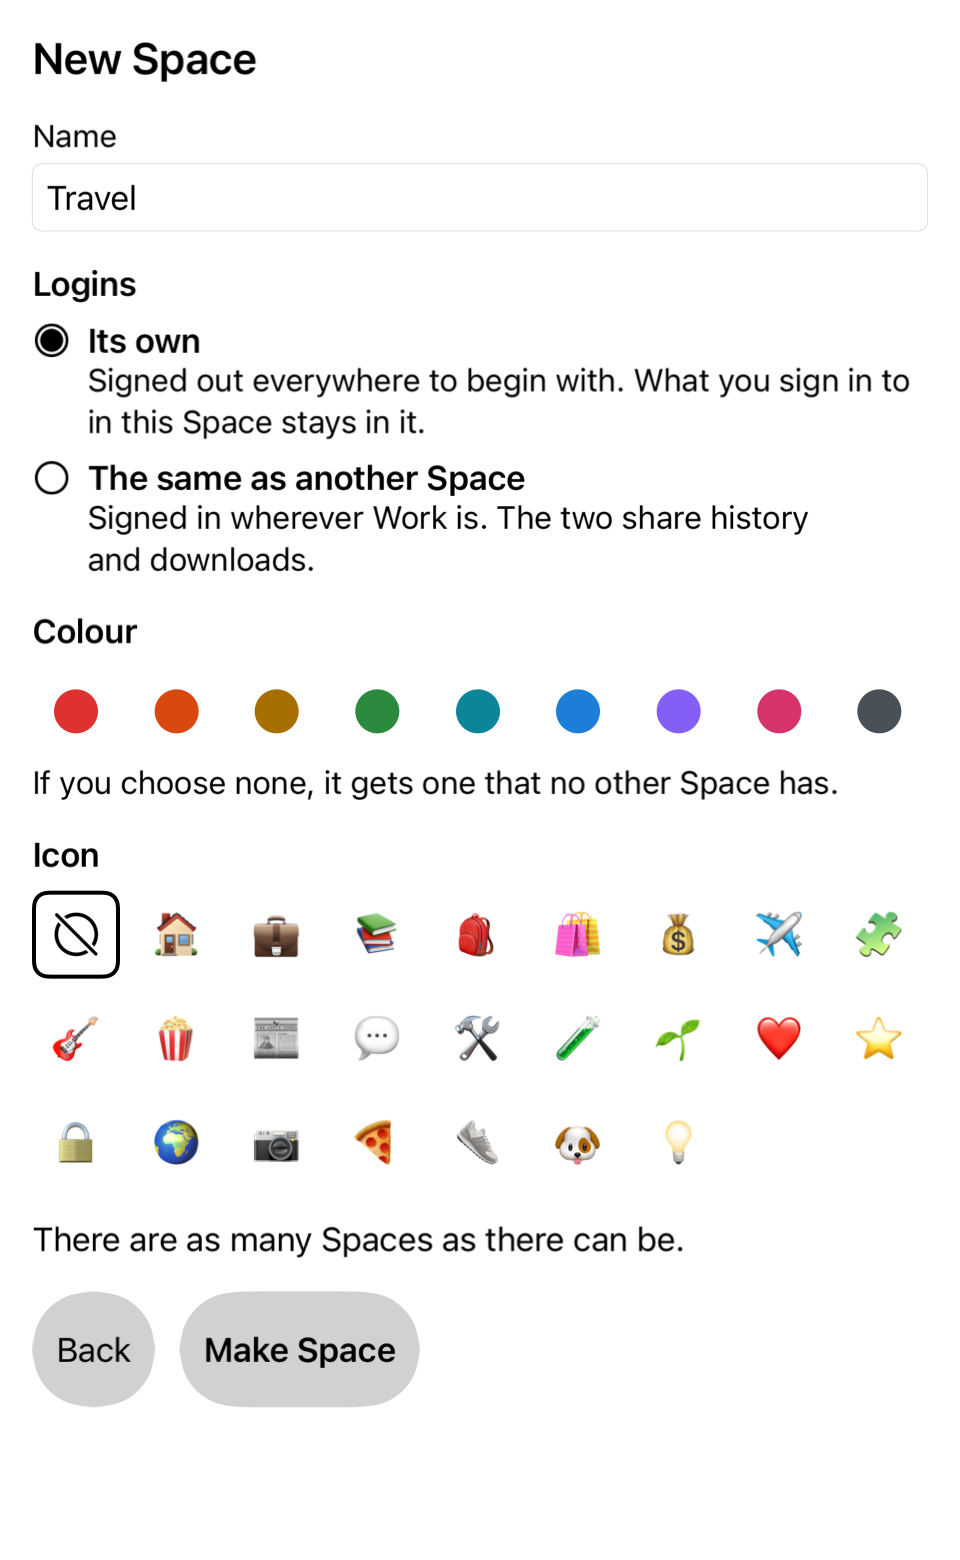 New Space
Name
Travel
Logins
Its own
Signed out everywhere to begin with. What you sign in to
in this Space stays in it.
The same as another Space
Signed in wherever Work is. The two share history
and downloads.
Colour
If you choose none, it gets one that no other Space has.
Icon
There are as many Spaces as there can be.
Back
Make Space